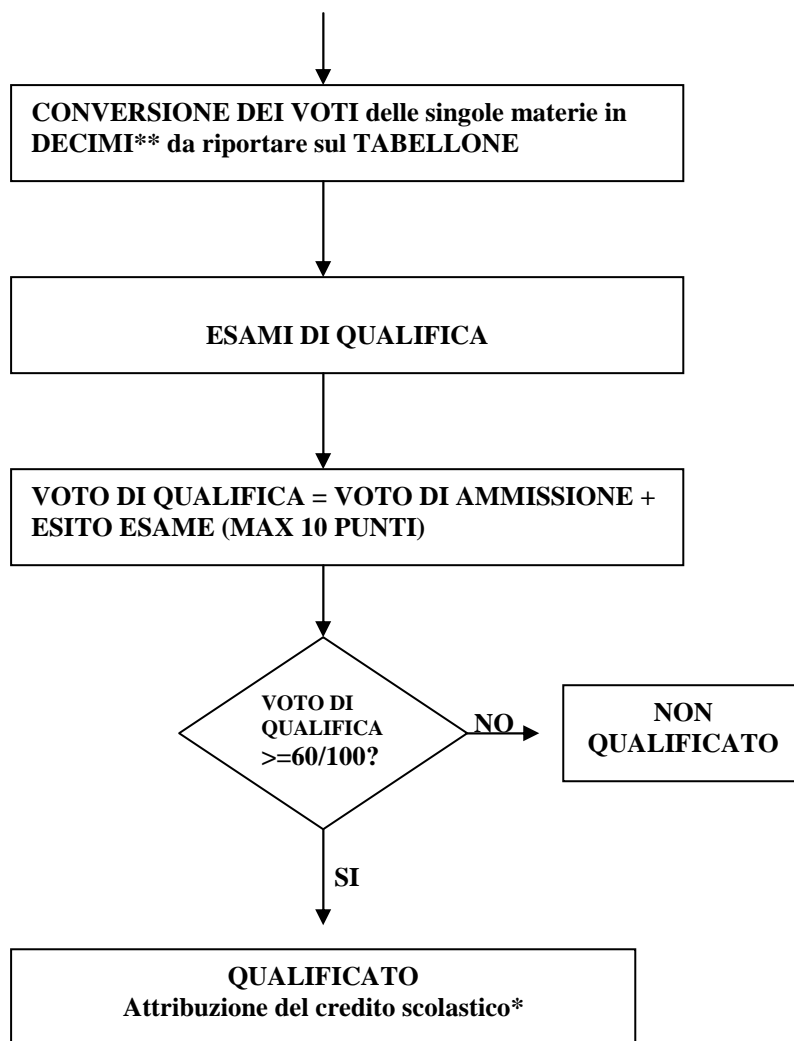 CONVERSIONE DEI VOTI delle singole materie in
DECIMI** da riportare sul TABELLONE
ESAMI DI QUALIFICA
VOTO DI QUALIFICA = VOTO DI AMMISSIONE +
ESITO ESAME (MAX 10 PUNTI)
VOTO DI
QUALIFICA
>=60/100?
NO
NON
QUALIFICATO
SI
QUALIFICATO
Attribuzione del credito scolastico*